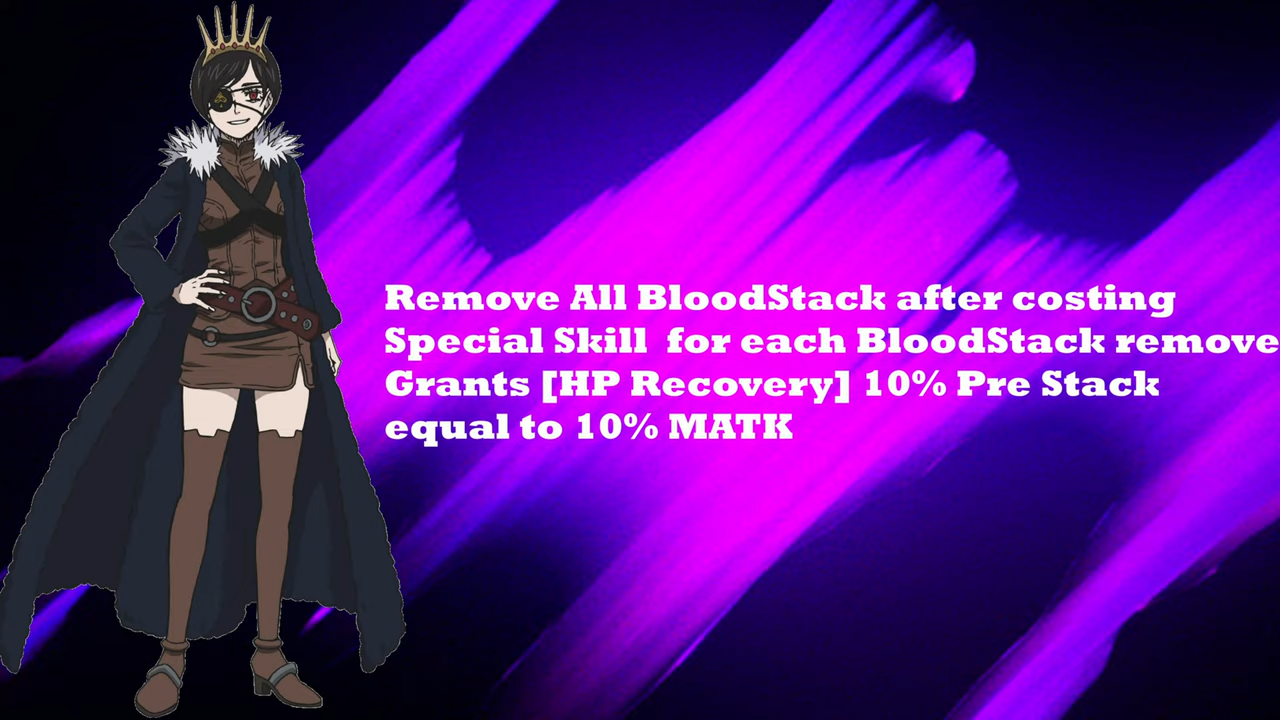 Remove All BloodStack after costing
Special Skill  for each BloodStack remove
Grants [HP Recovery] 10% Pre Stack
equal to 10% MATK